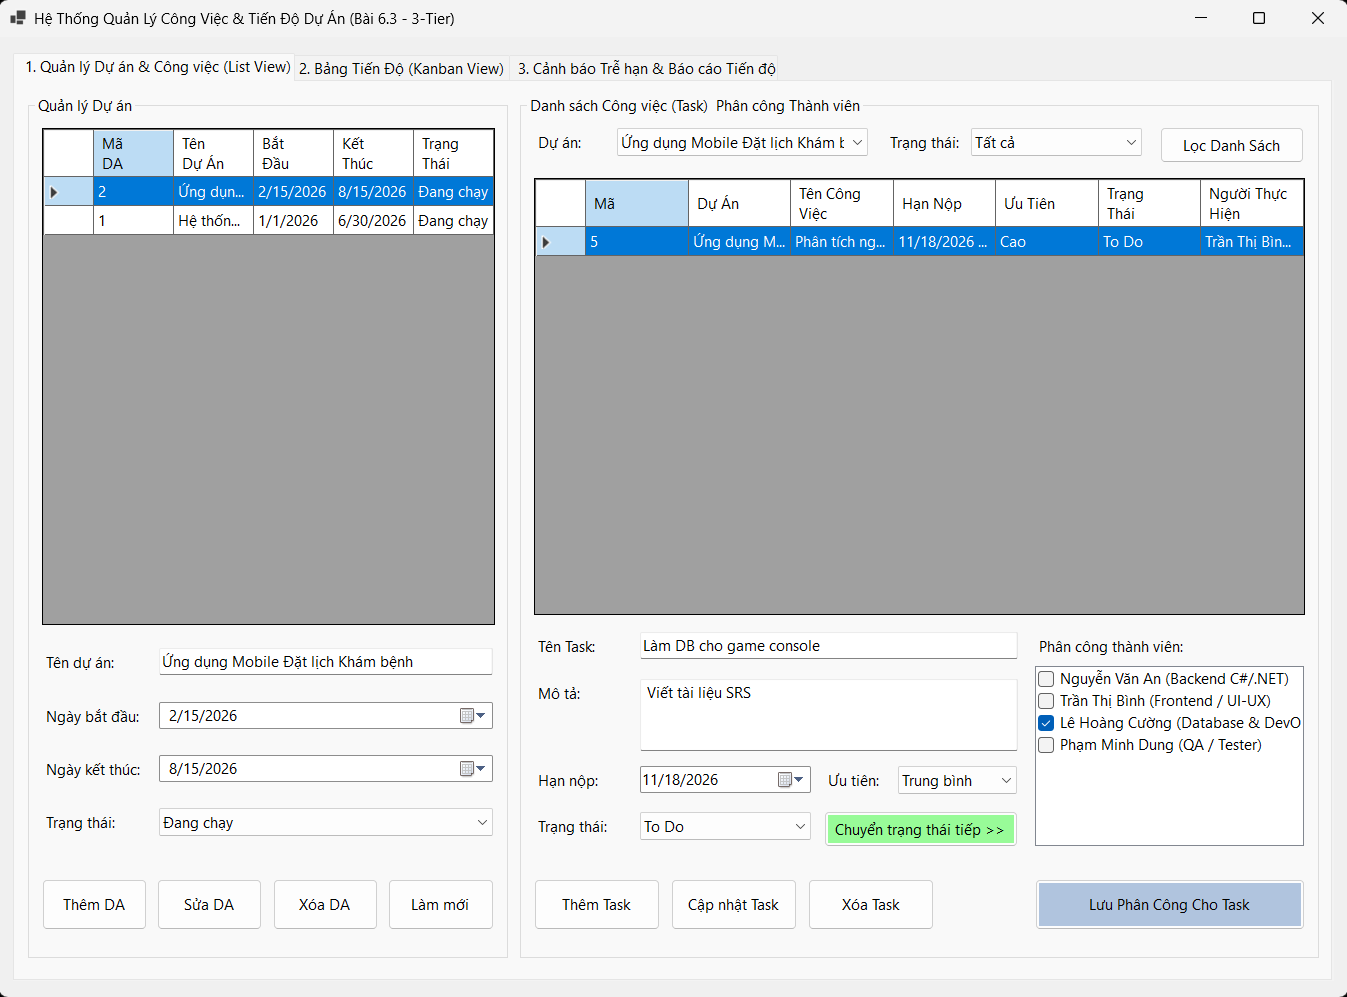 Hệ Thống Quản Lý Công Việc & Tiến Độ Dự Án (Bài 6.3 - 3-Tier)
1. Quản lý Dự án & Công việc (List View)
2. Bảng Tiến Độ (Kanban View)
3. Cảnh báo Trễ hạn & Báo cáo Tiến độ
Quản lý Dự án
Mã DA
Tên Dự Án
Bắt Đầu
Kết Thúc
Trạng Thái
2 Ứng dụn... 2/15/2026 8/15/2026 Đang chạy
1 Hệ thốn... 1/1/2026 6/30/2026 Đang chạy
Tên dự án: Ứng dụng Mobile Đặt lịch Khám bệnh
Ngày bắt đầu: 2/15/2026
Ngày kết thúc: 8/15/2026
Trạng thái: Đang chạy
Thêm DA
Sửa DA
Xóa DA
Làm mới
Danh sách Công việc (Task) Phân công Thành viên
Dự án: Ứng dụng Mobile Đặt lịch Khám t
Trạng thái: Tất cả
Lọc Danh Sách
Mã
Dự Án
Tên Công Việc
Hạn Nộp
Ưu Tiên
Trạng Thái
Người Thực Hiện
5 Ứng dụng M... Phân tích ng... 11/18/2026 ... Cao To Do Trần Thị Bìn...
Tên Task: Làm DB cho game console
Mô tả: Viết tài liệu SRS
Hạn nộp: 11/18/2026
Ưu tiên: Trung bình
Trạng thái: To Do
Chuyển trạng thái tiếp >>
Phân công thành viên:
Nguyễn Văn An (Backend C#/.NET)
Trần Thị Bình (Frontend / UI-UX)
Lê Hoàng Cường (Database & DevO
Phạm Minh Dung (QA / Tester)
Thêm Task
Cập nhật Task
Xóa Task
Lưu Phân Công Cho Task